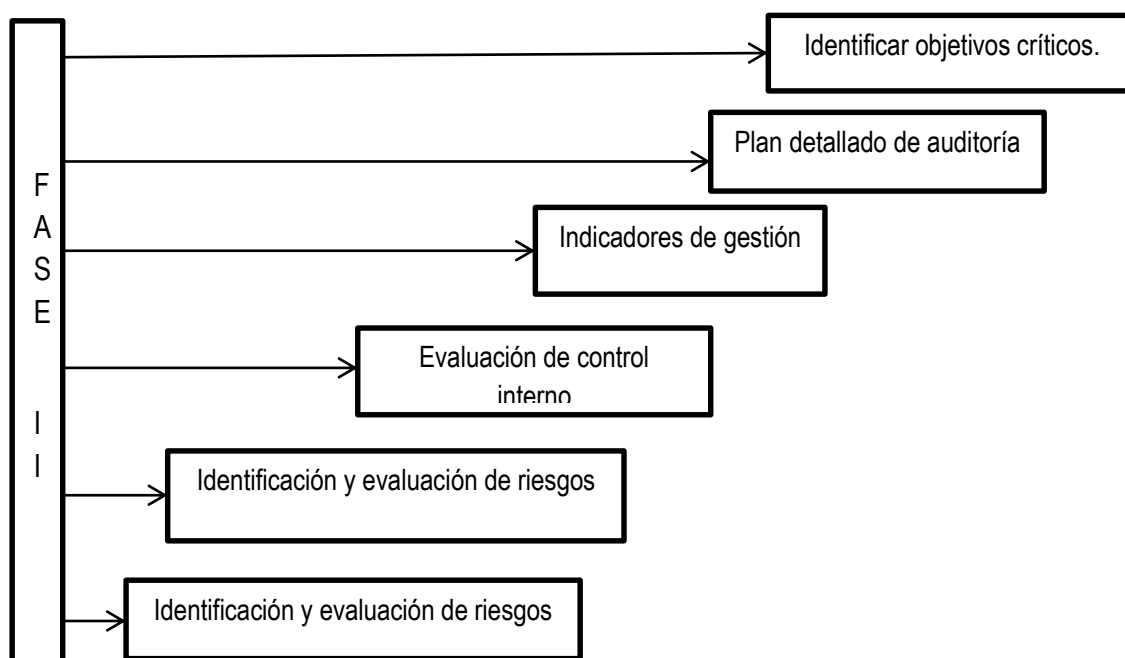 Identificar objetivos críticos.
Plan detallado de auditoría
F
A
S
E
I I
I
Indicadores de gestión
Evaluación de control
interno
Identificación y evaluación de riesgos
Identificación y evaluación de riesgos